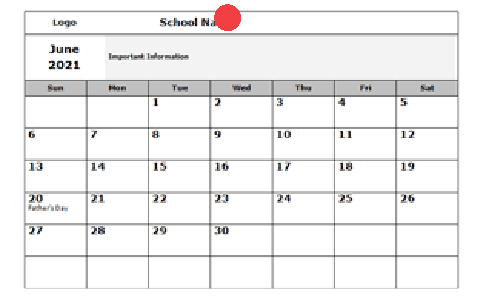 Logo School Na
June
2021
Important Information
Sun Mon Tue Wed Thu Fri Sat
1 2 3 4 5
6 7 8 9 10 11 12
13 14 15 16 17 18 19
20 21 22 23 24 25 26
Father's Day
27 28 29 30